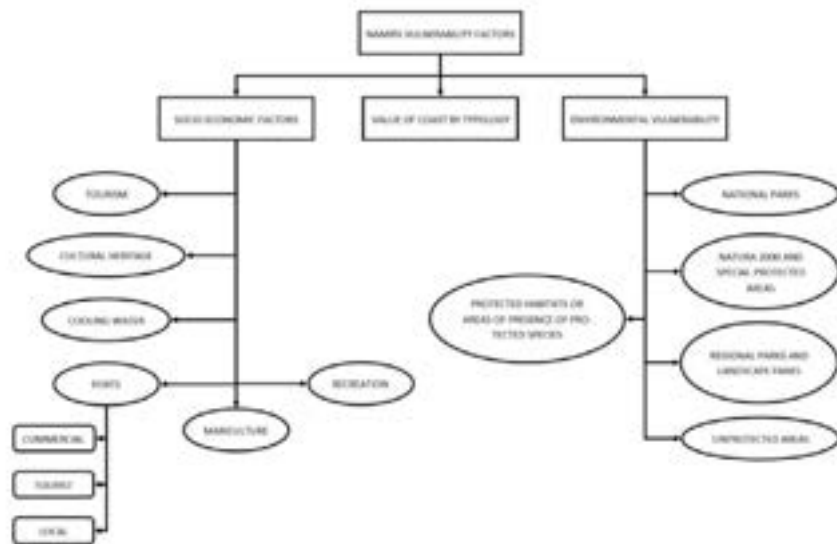 NAMIRS VULNERABILITY FACTORS
SOCIO ECONOMIC FACTORS
VALUE OF COAST BY TYPOLOGY
ENVIRONMENTAL VULNERABILITY
TOURISM
NATIONAL PARKS
CULTURAL HERITAGE
NATURA 2000 AND
SPECIAL PROTECTED
AREAS
COOLING WATER
PROTECTED HABITATS OR
AREAS OF PRESENCE OF PRO-
TECTED SPECIES
REGIONAL PARKS AND
LANDSCAPE PARKS
PORTS
RECREATION
MARICULTURE
UNPROTECTED AREAS
COMMERCIAL
TOURIST
LOCAL